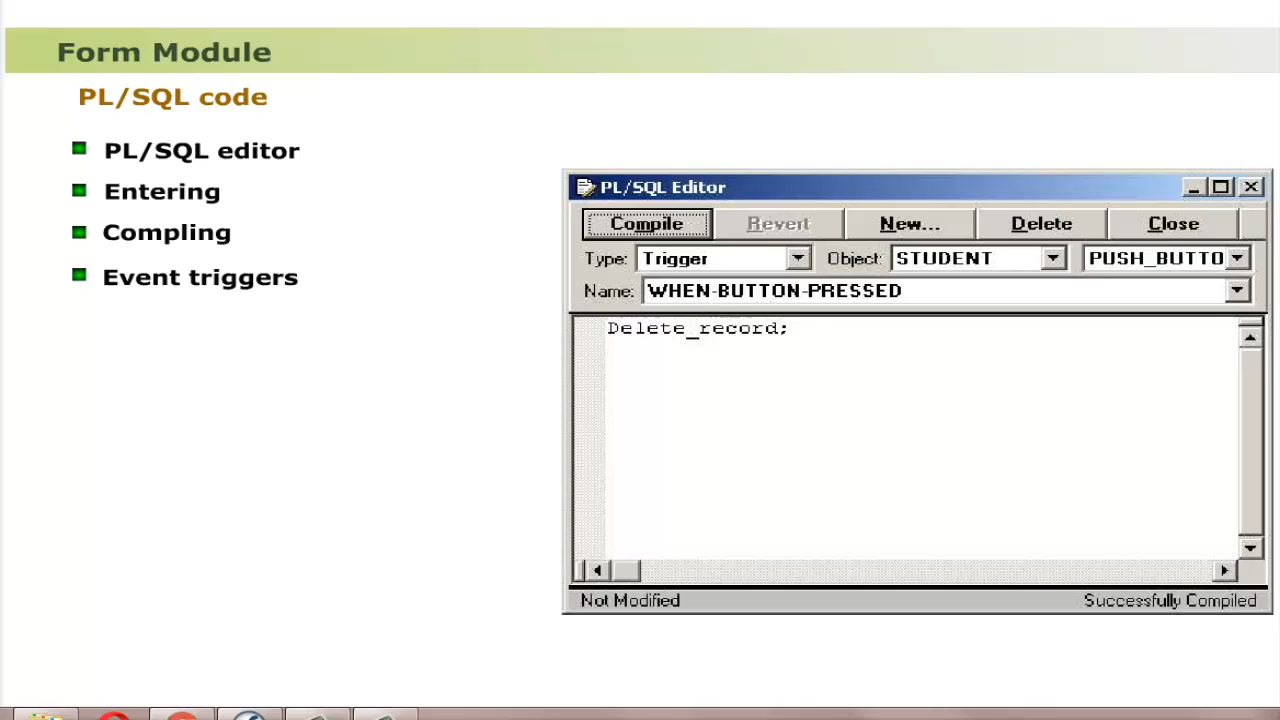 Form Module
PL/SQL code
PL/SQL editor
Entering
Compling
Event triggers
PL/SQL Editor
Compile Revert New... Delete Close
Type: Trigger Object: STUDENT PUSH_BUTTO
Name: WHEN-BUTTON-PRESSED
Delete_record;
Not Modified Successfully Compiled